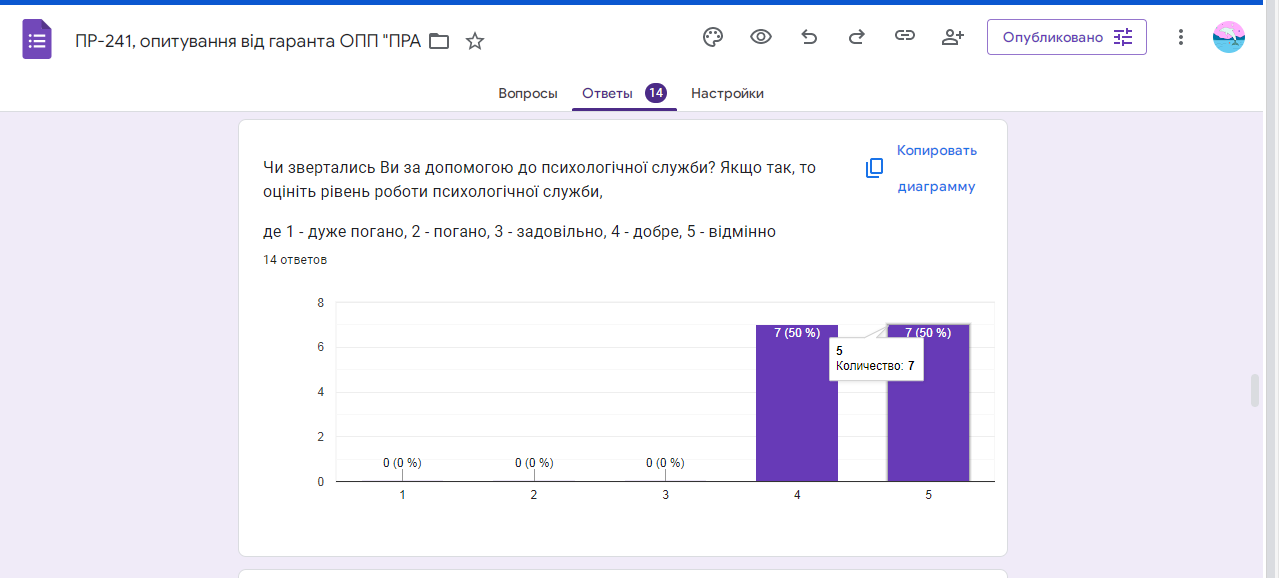 ПР-241, опитування від гаранта ОПП "ПРА
Опубликовано
Вопросы
Ответы 14
Настройки
Чи звертались Ви за допомогою до психологічної служби? Якщо так, то
оцініть рівень роботи психологічної служби,
Копировать
диаграмму
де 1 - дуже погано, 2 - погано, 3 - задовільно, 4 - добре, 5 - відмінно
14 ответов
8
6
4
2
0
0 (0 %)
0 (0 %)
0 (0 %)
7 (50 %)
7 (50 %)
5
Количество: 7
1
2
3
4
5